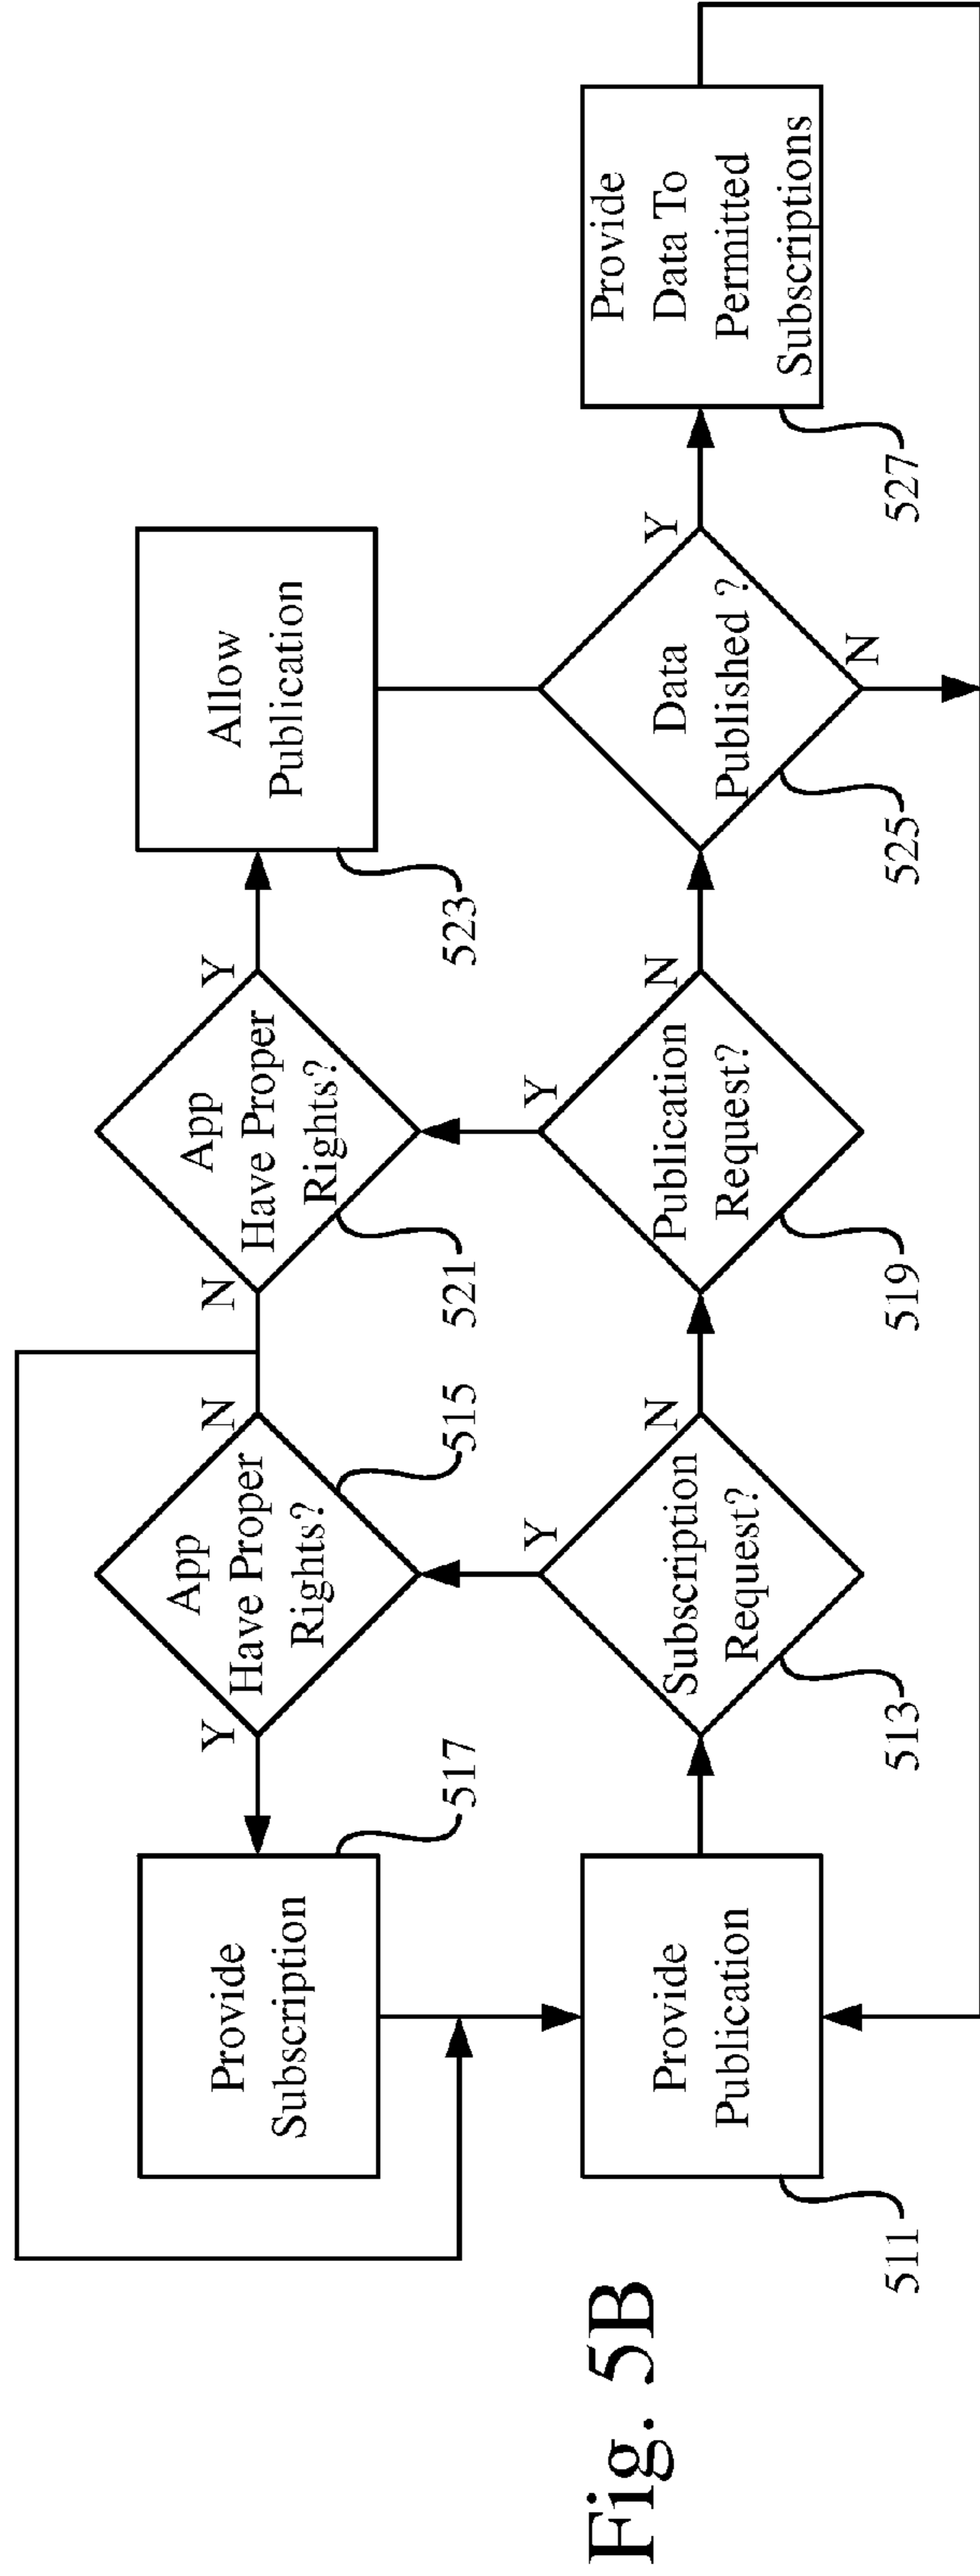 Provide
Subscription
517
Y
App
Have Proper
Rights?
N
515
N
App
Have Proper
Rights?
Y
521
Allow
Publication
523
Provide
Publication
511
Subscription
Request?
Y
N
513
Publication
Request?
Y
N
519
Data
Published ?
Y
N
525
Provide
Data To
Permitted
Subscriptions
527
Fig. 5B